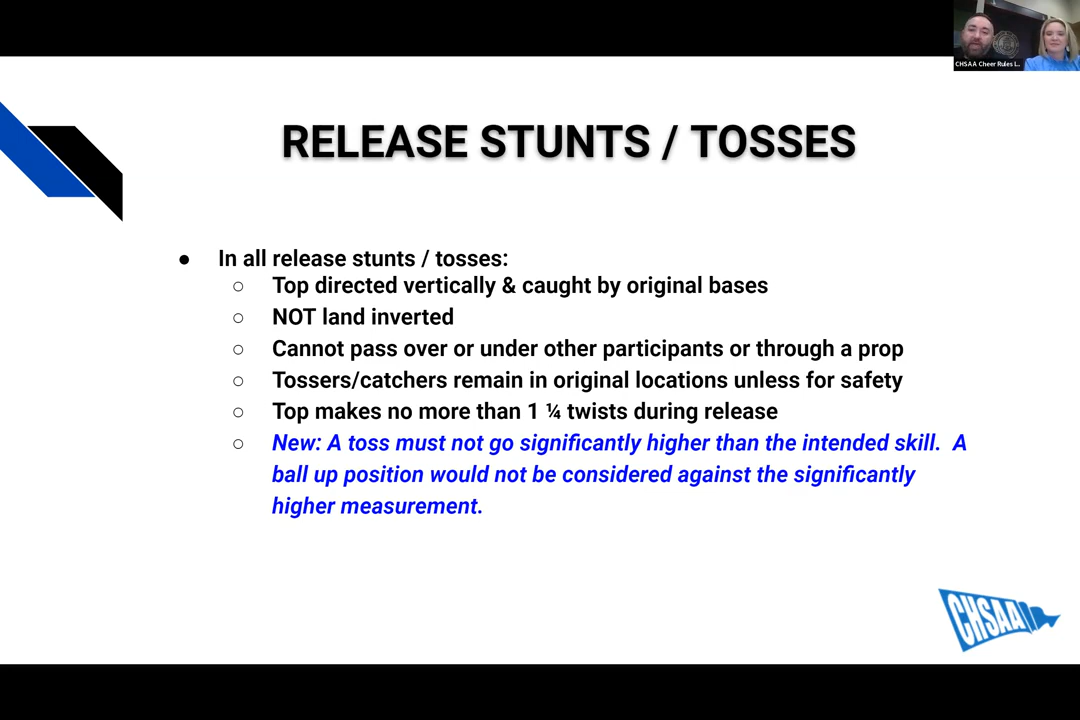 CHSAA Cheer Rules I...
RELEASE STUNTS / TOSSES
● In all release stunts / tosses:
○ Top directed vertically & caught by original bases
○ NOT land inverted
○ Cannot pass over or under other participants or through a prop
○ Tossers/catchers remain in original locations unless for safety
○ Top makes no more than 1 ¼ twists during release
○ New: A toss must not go significantly higher than the intended skill. A
ball up position would not be considered against the significantly
higher measurement.
CHSAA